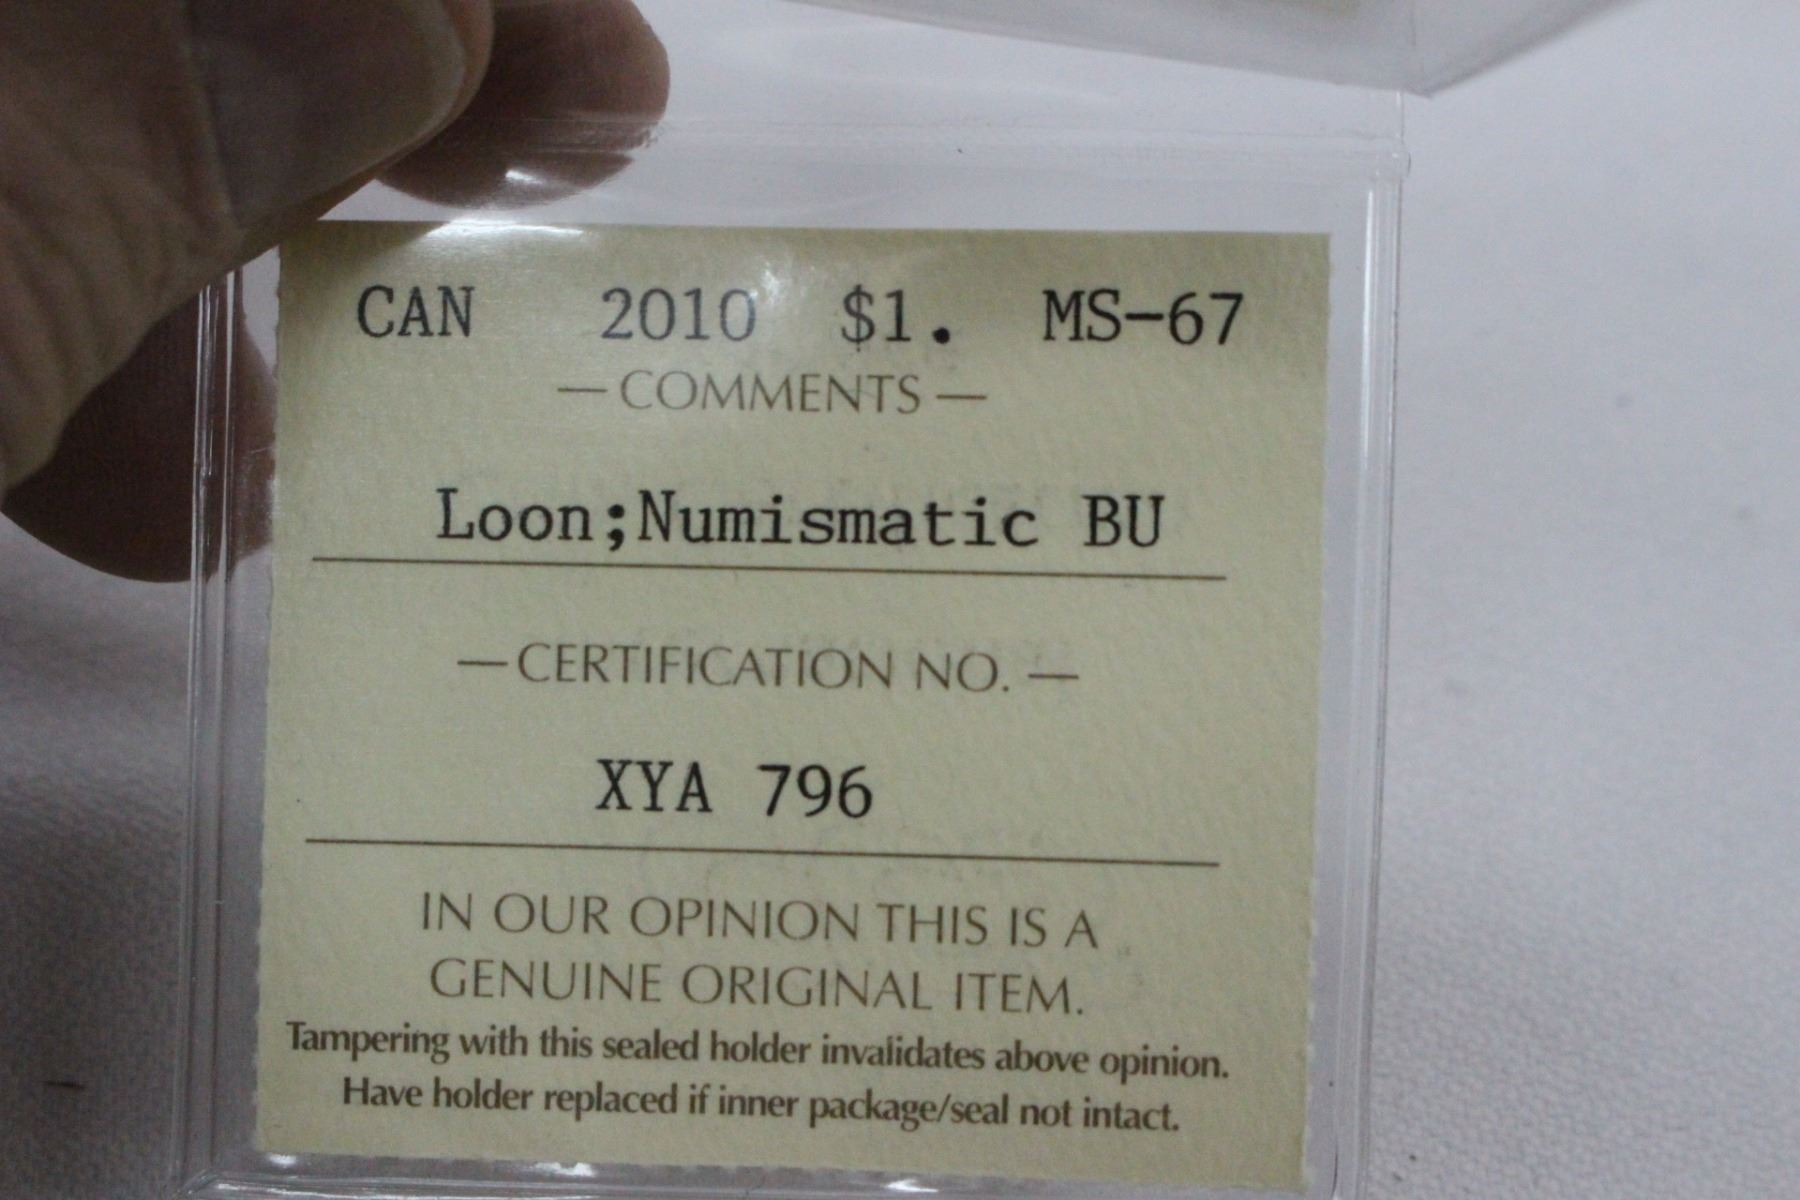 CAN 2010 $1. MS-67
—COMMENTS—
Loon;Numismatic BU
—CERTIFICATION NO.—
XYA 796
IN OUR OPINION THIS IS A
GENUINE ORIGINAL ITEM.
Tampering with this sealed holder invalidates above opinion.
Have holder replaced if inner package/seal not intact.